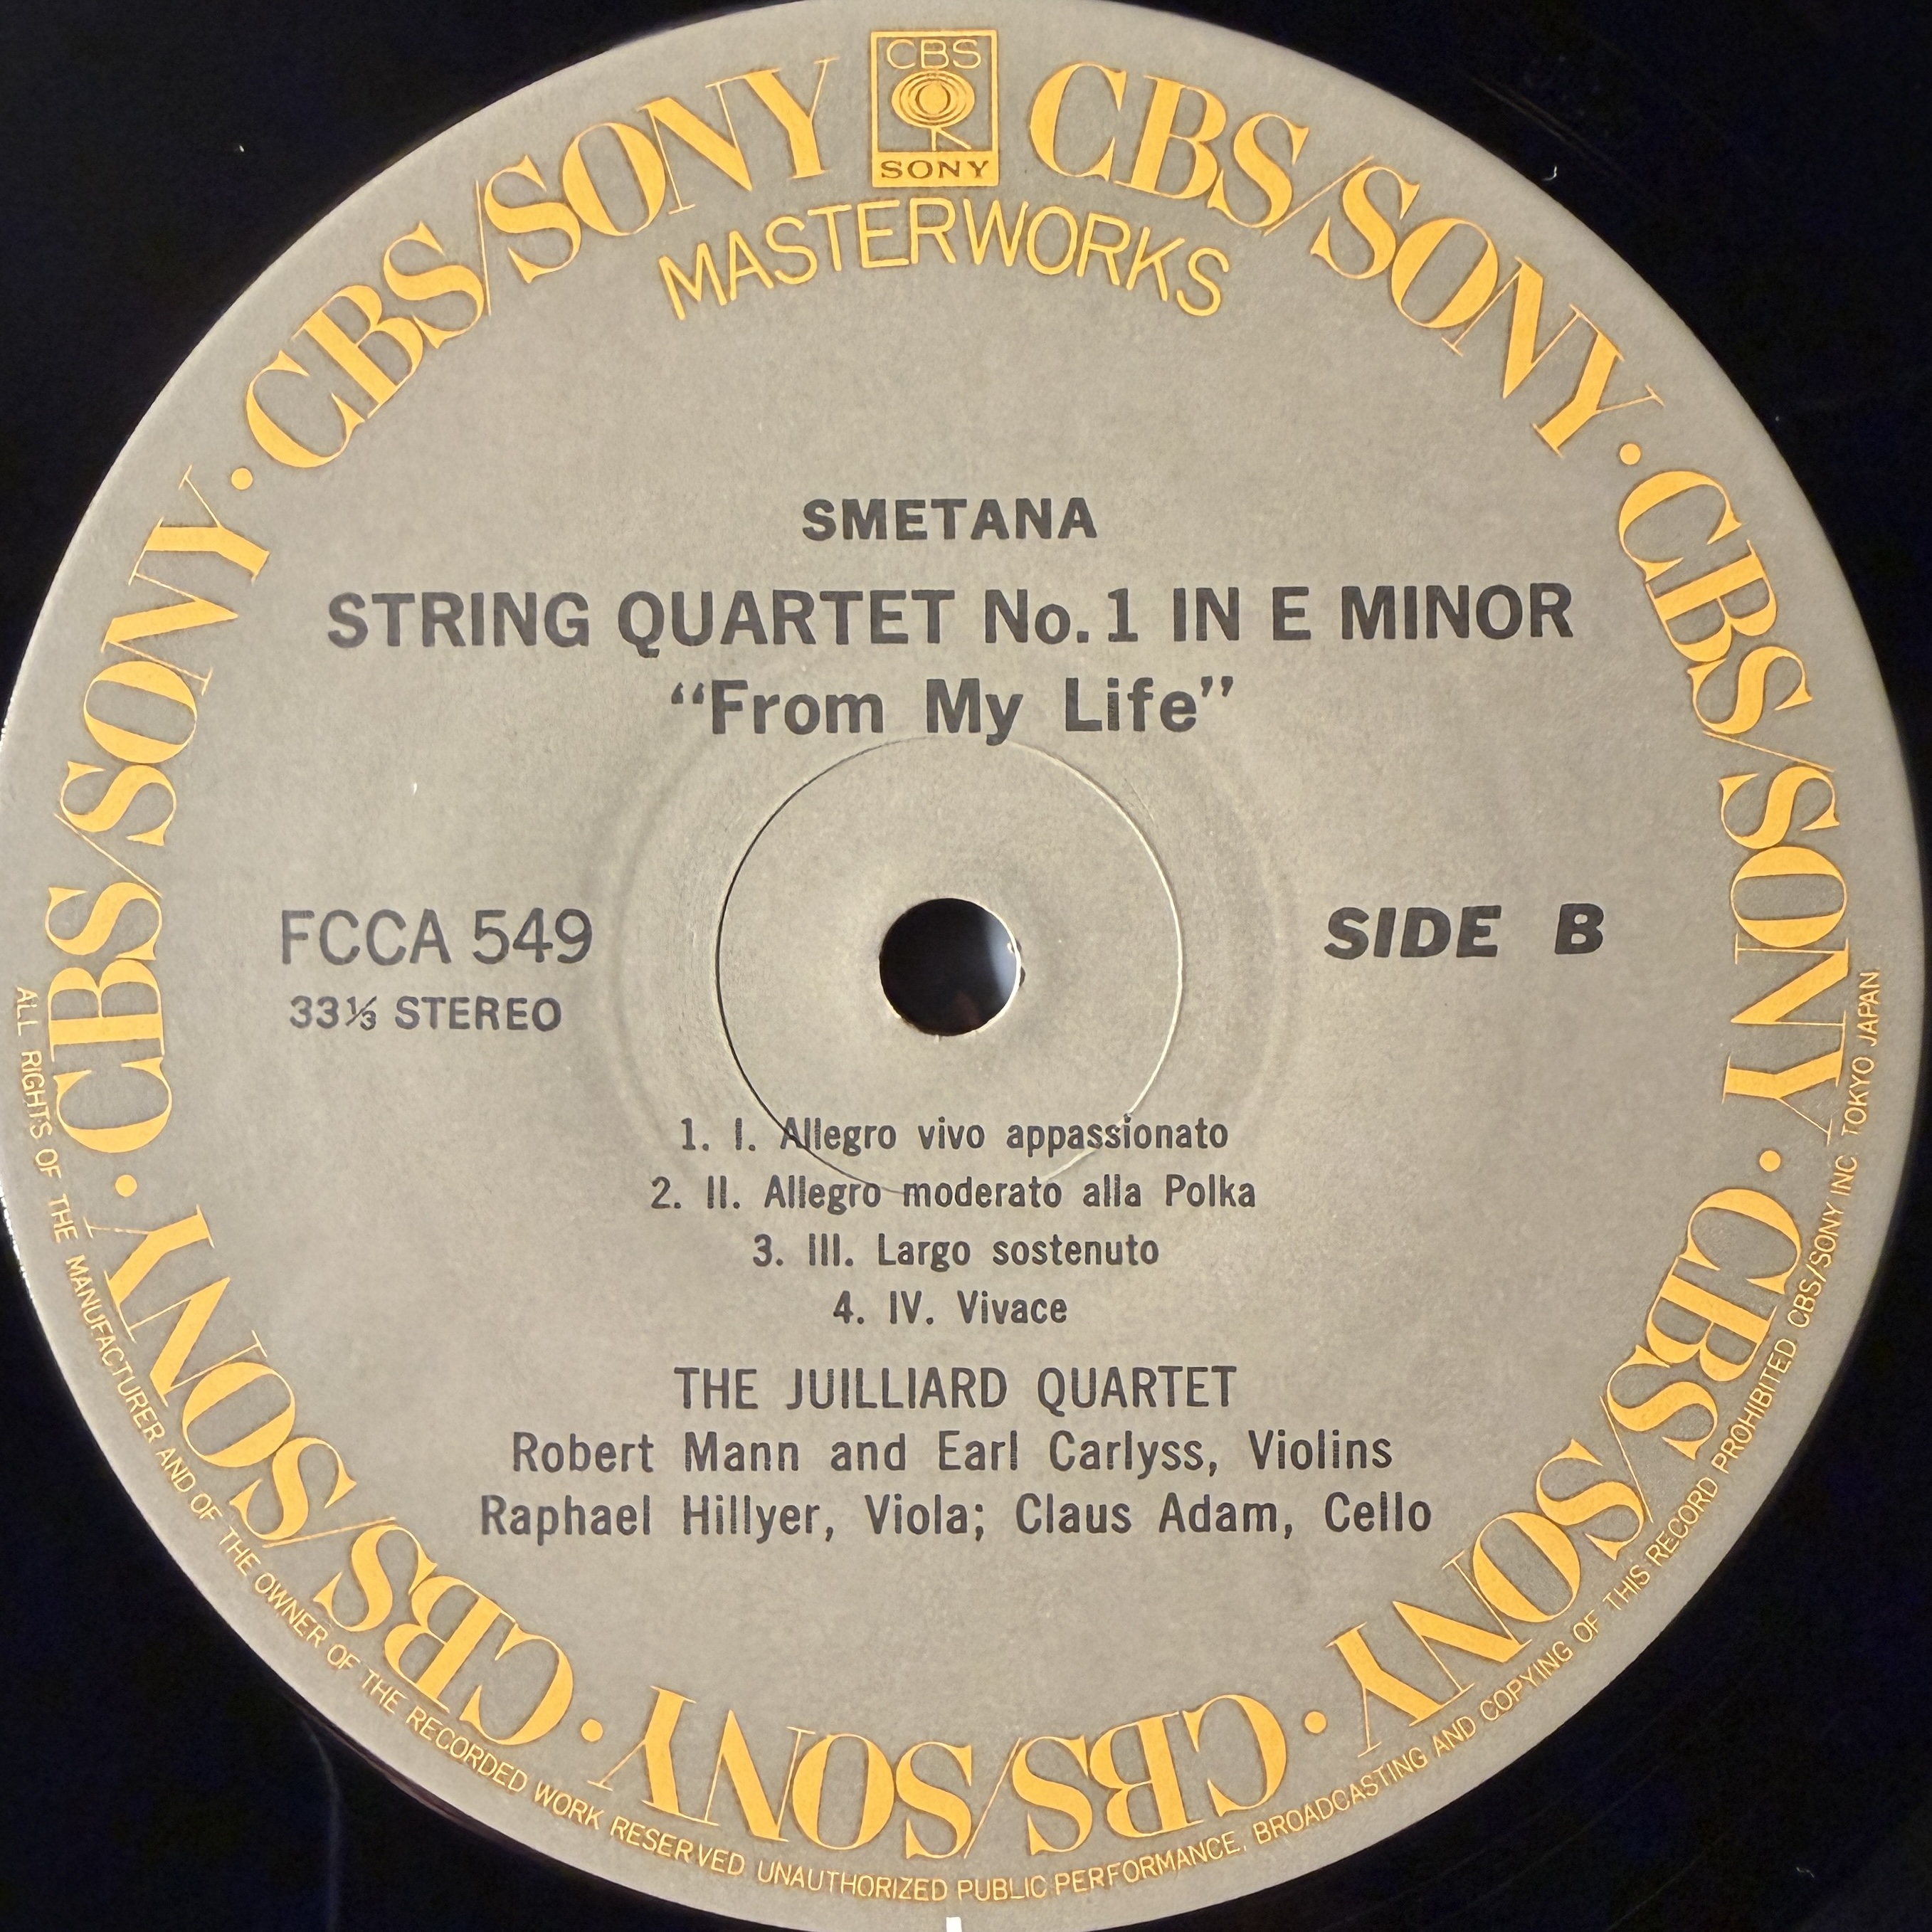 CBS
SONY
CBS/SONY · CBS/SONY · CBS/SONY · CBS/SONY · CBS/SONY · CBS/SONY · CBS/SONY · CBS/SONY
MASTERWORKS
SMETANA
STRING QUARTET No.1 IN E MINOR
“From My Life”
FCCA 549
33⅓ STEREO
SIDE B
1. I. Allegro vivo appassionato
2. II. Allegro moderato alla Polka
3. III. Largo sostenuto
4. IV. Vivace
THE JUILLIARD QUARTET
Robert Mann and Earl Carlyss, Violins
Raphael Hillyer, Viola; Claus Adam, Cello
ALL RIGHTS OF THE MANUFACTURER AND OF THE OWNER OF THE RECORDED WORK RESERVED UNAUTHORIZED PUBLIC PERFORMANCE, BROADCASTING AND COPYING OF THIS RECORD PROHIBITED CBS/SONY INC. TOKYO JAPAN